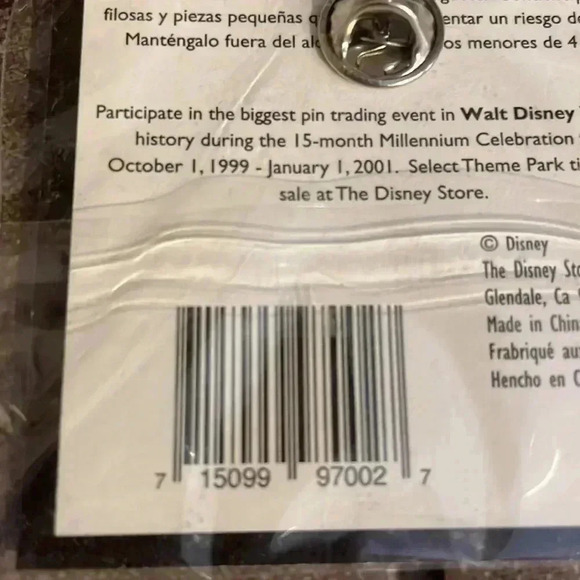 filosas y piezas pequeñas q entar un riesgo de
Manténgalo fuera del alc os menores de 4
Participate in the biggest pin trading event in Walt Disney
history during the 15-month Millennium Celebration
October 1, 1999 - January 1, 2001. Select Theme Park ti
sale at The Disney Store.
© Disney
The Disney Sto
Glendale, Ca
Made in Chin
Frabriqué au
Hencho en C
7 15099 97002 7